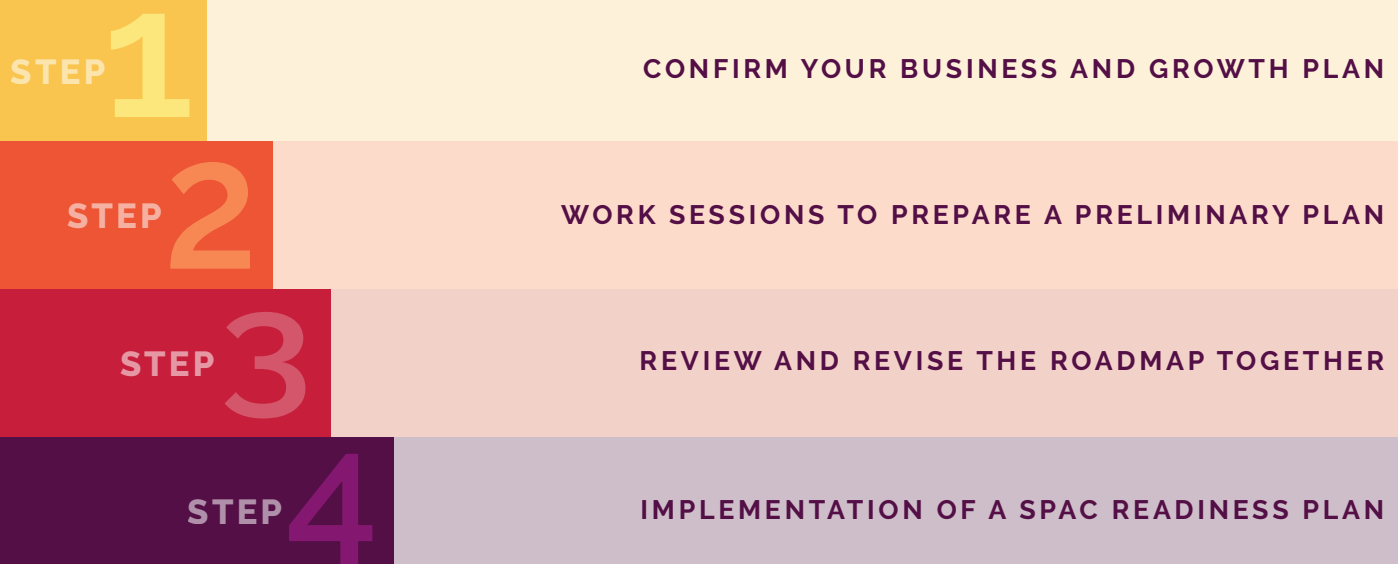 STEP 1 CONFIRM YOUR BUSINESS AND GROWTH PLAN
STEP 2 WORK SESSIONS TO PREPARE A PRELIMINARY PLAN
STEP 3 REVIEW AND REVISE THE ROADMAP TOGETHER
STEP 4 IMPLEMENTATION OF A SPAC READINESS PLAN